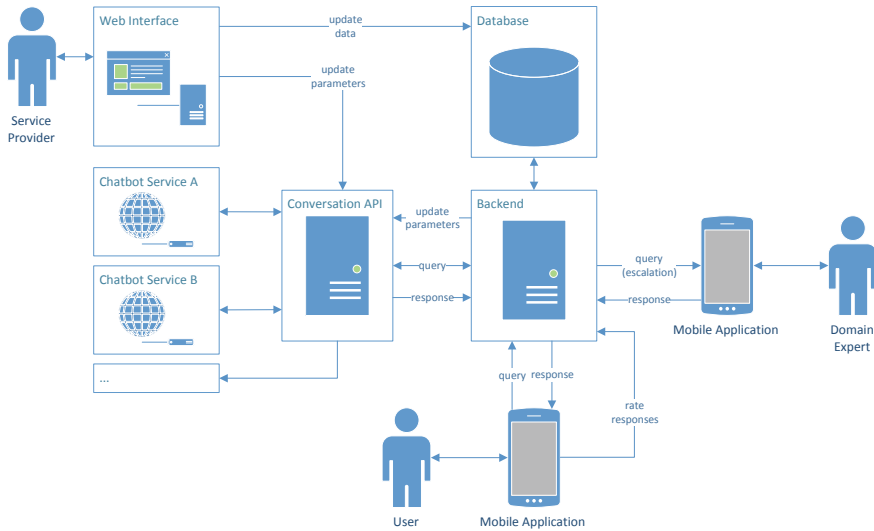 Web Interface
update
data
Database
update
parameters
Service
Provider
Chatbot Service A
Conversation API
update
parameters
Backend
query
(escalation)
query
response
response
Chatbot Service B
Mobile Application
Domain
Expert
...
query
response
rate
responses
User
Mobile Application